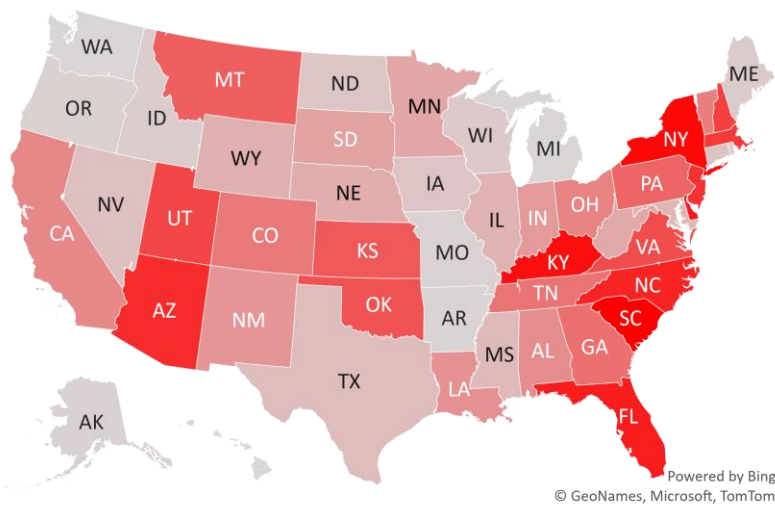 WA
MT
ND
ME
OR
ID
MN
SD
WI
MI
NY
WY
IA
PA
NE
NV
IL
IN
OH
CA
UT
CO
KS
MO
KY
VA
TN
NC
AZ
NM
OK
AR
SC
MS
AL
GA
TX
LA
AK
FL
Powered by Bing
© GeoNames, Microsoft, TomTom